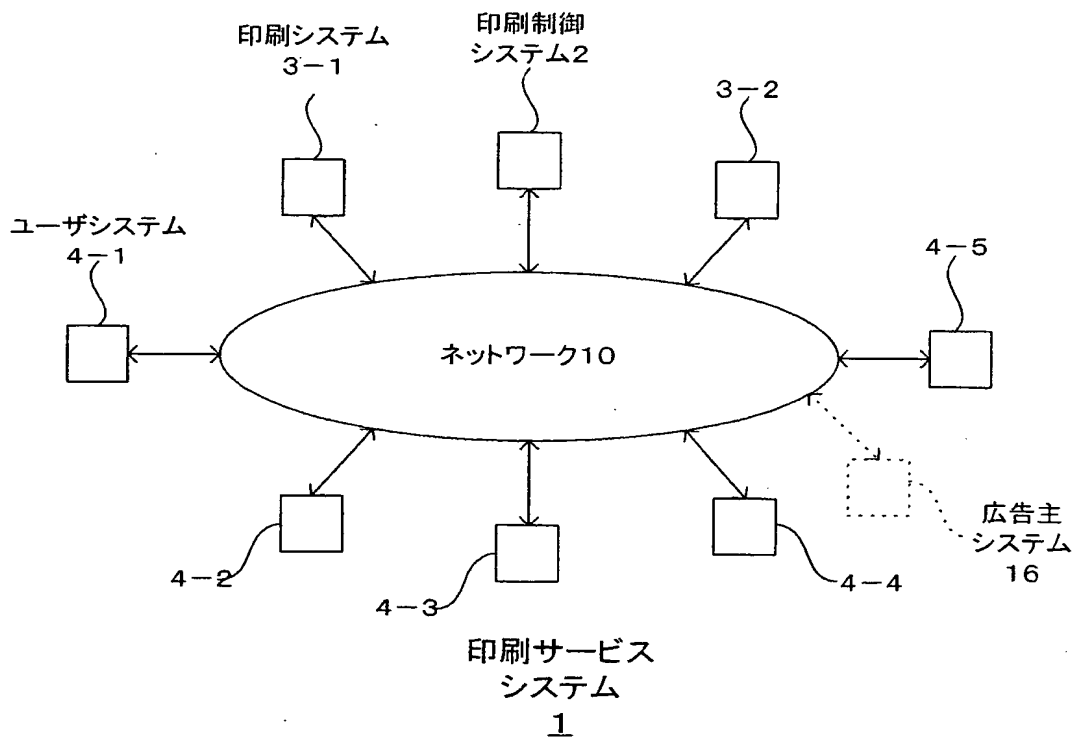 印刷システム
3-1
印刷制御
システム2
3-2
ユーザシステム
4-1
4-5
ネットワーク10
4-2
4-3
4-4
広告主
システム
16
印刷サービス
システム
1